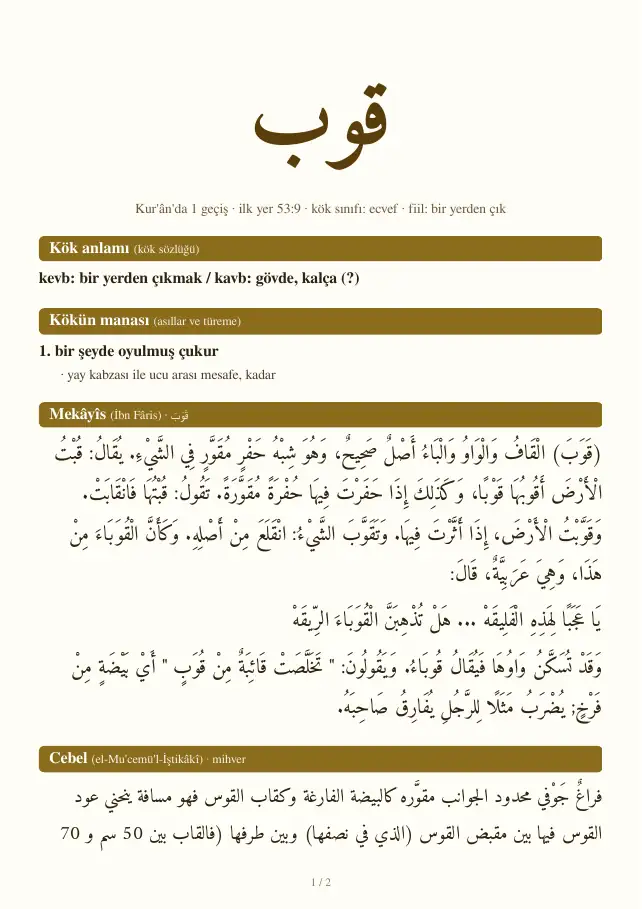 قوب
Kur'ân'da 1 geçiş · ilk yer 53:9 · kök sınıfı: ecvef · fiil: bir yerden çık
Kök anlamı (kök sözlüğü)
kevb: bir yerden çıkmak / kavb: gövde, kalça (?)
Kökün manası (asıllar ve türeme)
1. bir şeyde oyulmuş çukur
· yay kabzası ile ucu arası mesafe, kadar
Mekâyîs (İbn Fâris) · قَوَبَ
(قَوَبَ) الْقَافُ وَالْوَاوُ وَالْبَاءُ أَصْلٌ صَحِيحٌ، وَهُوَ شِبْهُ حَفْرٍ مُقَوَّرٍ فِي الشَّيْءِ. يُقَالُ: قُبْتُ
الْأَرْضَ أَقُوبُهَا قَوْبًا، وَكَذَلِكَ إِذَا حَفَرْتَ فِيهَا حُفْرَةً مُقَوَّرَةً. تَقُولُ: قُبْتُهَا فَانْقَابَتْ.
وَقَوَّبْتُ الْأَرْضَ، إِذَا أَثَّرْتَ فِيهَا. وَتَقَوَّبَ الشَّيْءُ: انْقَلَعَ مِنْ أَصْلِهِ. وَكَأَنَّ الْقُوَبَاءَ مِنْ
هَذَا، وَهِيَ عَرَبِيَّةٌ، قَالَ:
يَا عَجَبًا لِهَذِهِ الْفَلِيقَهْ ... هَلْ تُذْهِبَنَّ الْقُوَبَاءَ الرِّيقَهْ
وَقَدْ تُسَكَّنُ وَاوُهَا فَيُقَالُ قُوبَاءُ. وَيَقُولُونَ: " تَخَلَّصَتْ قَائِبَةٌ مِنْ قُوَبٍ " أَيْ بَيْضَةٍ مِنْ
فَرْخٍ; يُضْرَبُ مَثَلًا لِلرَّجُلِ يُفَارِقُ صَاحِبَهُ.
Cebel (el-Mu'cemü'l-İştikâkî) · mihver
فراغٌ جَوْفي محدود الجوانب مقوَّره كالبيضة الفارغة وكقاب القوس فهو مسافة ينحني عود
القوس فيها بين مقبض القوس (الذي في نصفها) وبين طرفها (فالقاب بين 50 سم و 70
1 / 2